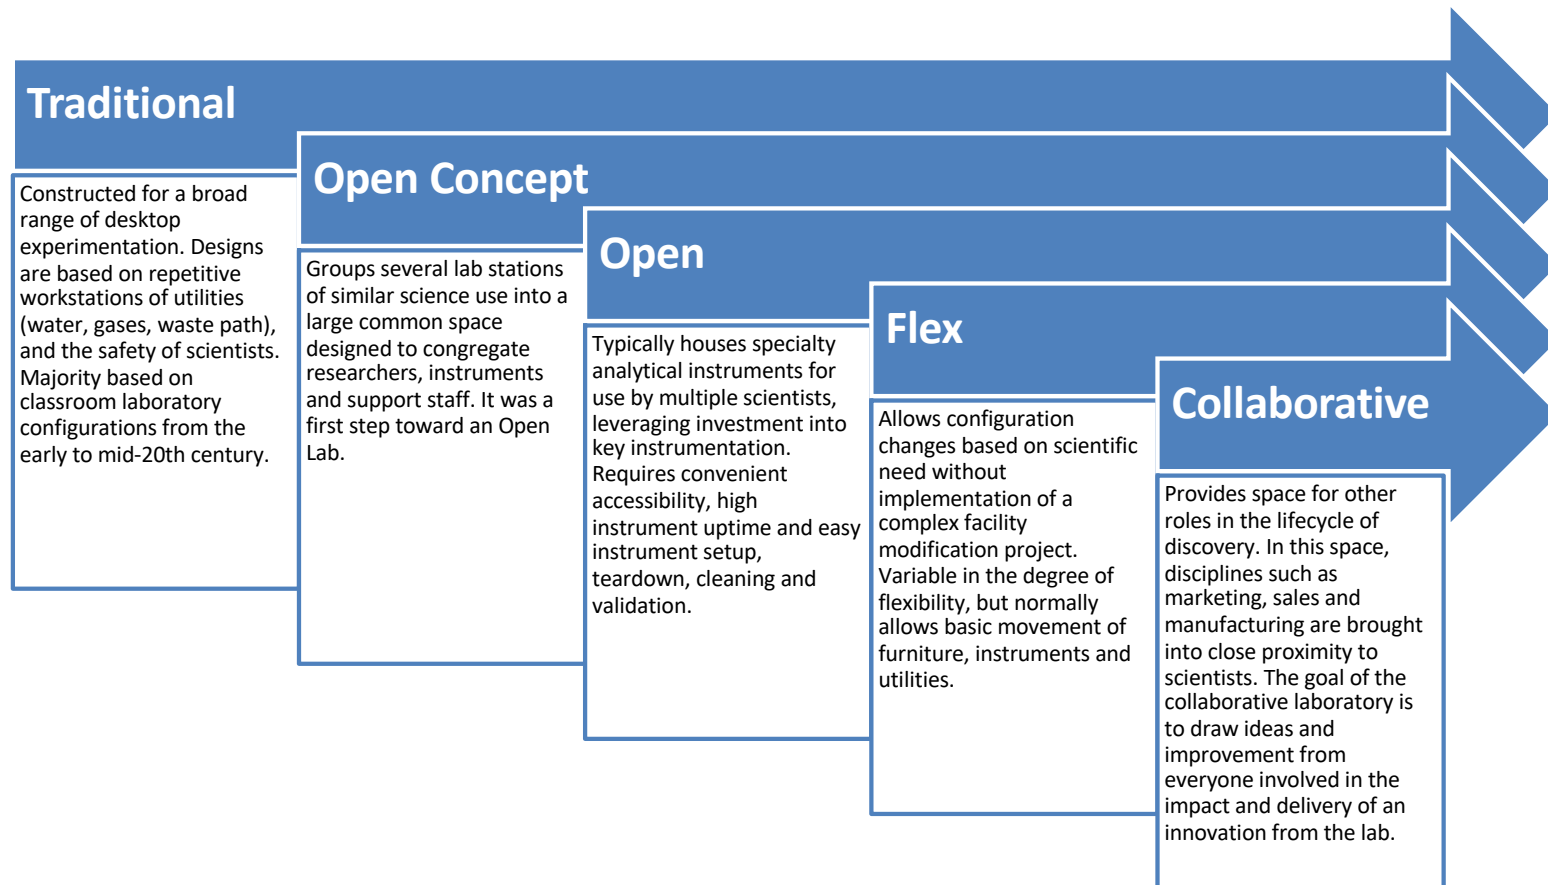 Traditional
Constructed for a broad
range of desktop
experimentation. Designs
are based on repetitive
workstations of utilities
(water, gases, waste path),
and the safety of scientists.
Majority based on
classroom laboratory
configurations from the
early to mid-20th century.
Open Concept
Groups several lab stations
of similar science use into a
large common space
designed to congregate
researchers, instruments
and support staff. It was a
first step toward an Open
Lab.
Open
Typically houses specialty
analytical instruments for
use by multiple scientists,
leveraging investment into
key instrumentation.
Requires convenient
accessibility, high
instrument uptime and easy
instrument setup,
teardown, cleaning and
validation.
Flex
Allows configuration
changes based on scientific
need without
implementation of a
complex facility
modification project.
Variable in the degree of
flexibility, but normally
allows basic movement of
furniture, instruments and
utilities.
Collaborative
Provides space for other
roles in the lifecycle of
discovery. In this space,
disciplines such as
marketing, sales and
manufacturing are brought
into close proximity to
scientists. The goal of the
collaborative laboratory is
to draw ideas and
improvement from
everyone involved in the
impact and delivery of an
innovation from the lab.